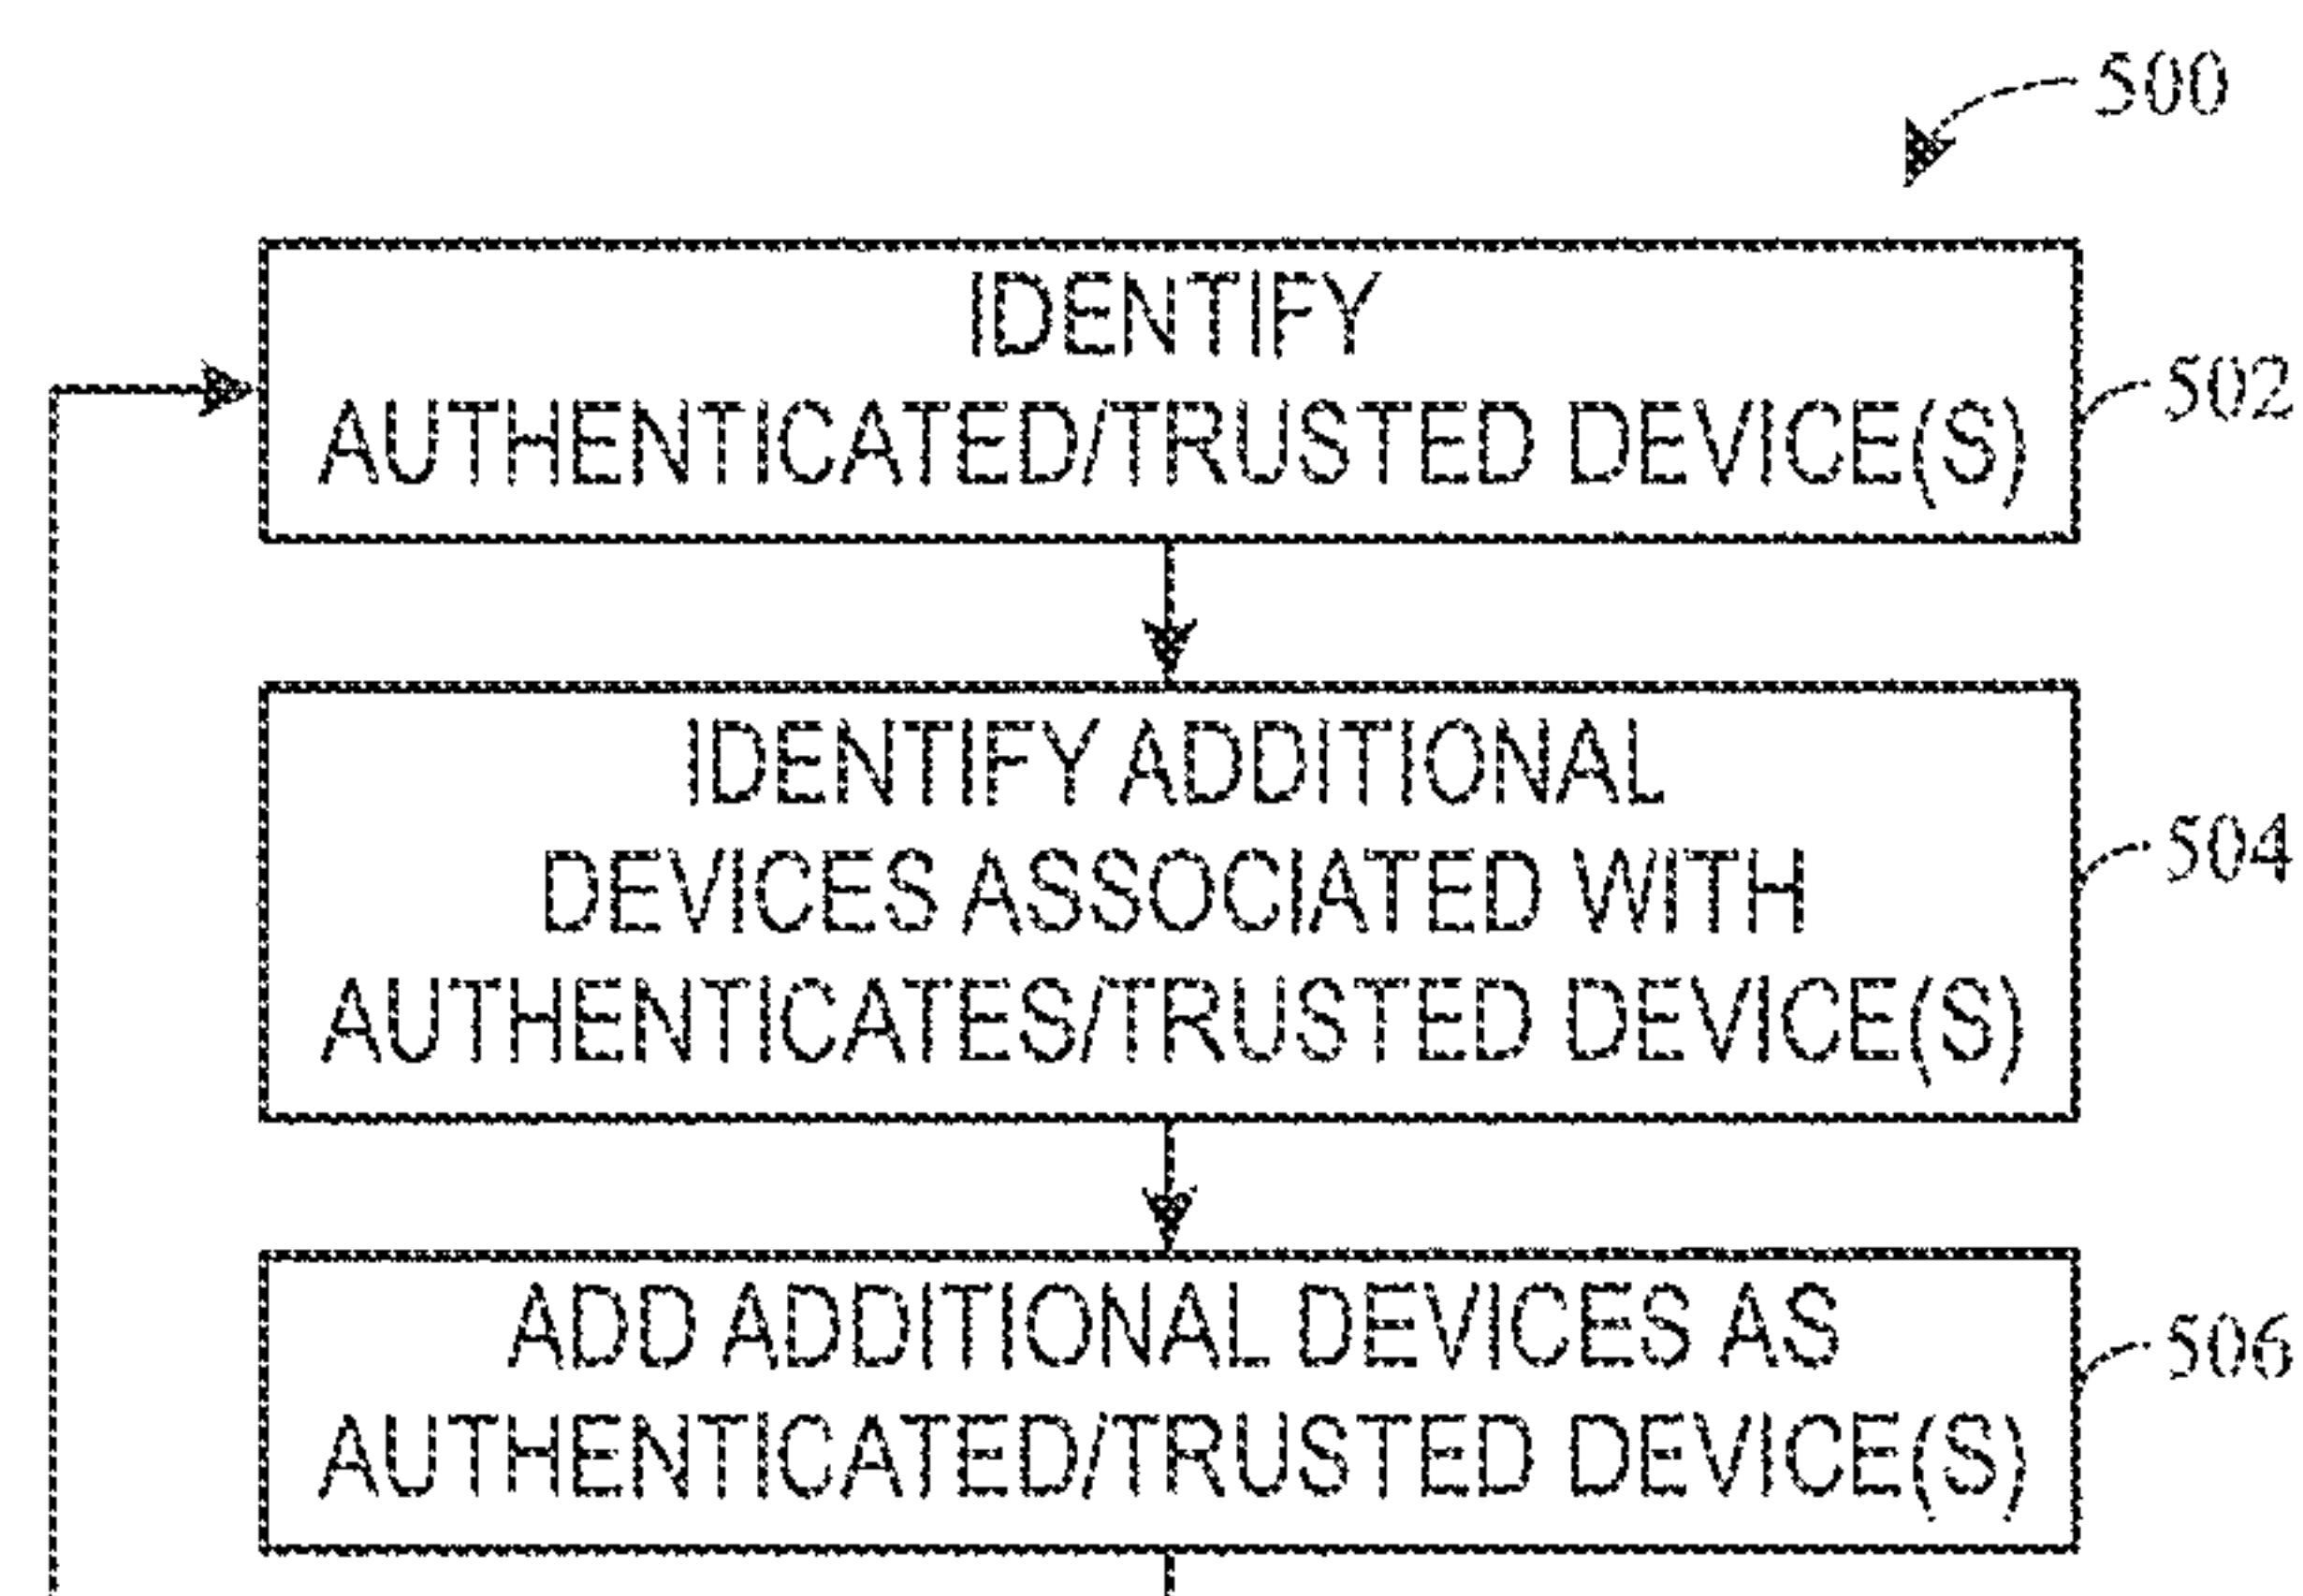 500
IDENTIFY
AUTHENTICATED/TRUSTED DEVICE(S)
502
IDENTIFY ADDITIONAL
DEVICES ASSOCIATED WITH
AUTHENTICATES/TRUSTED DEVICE(S)
504
ADD ADDITIONAL DEVICES AS
AUTHENTICATED/TRUSTED DEVICE(S)
506